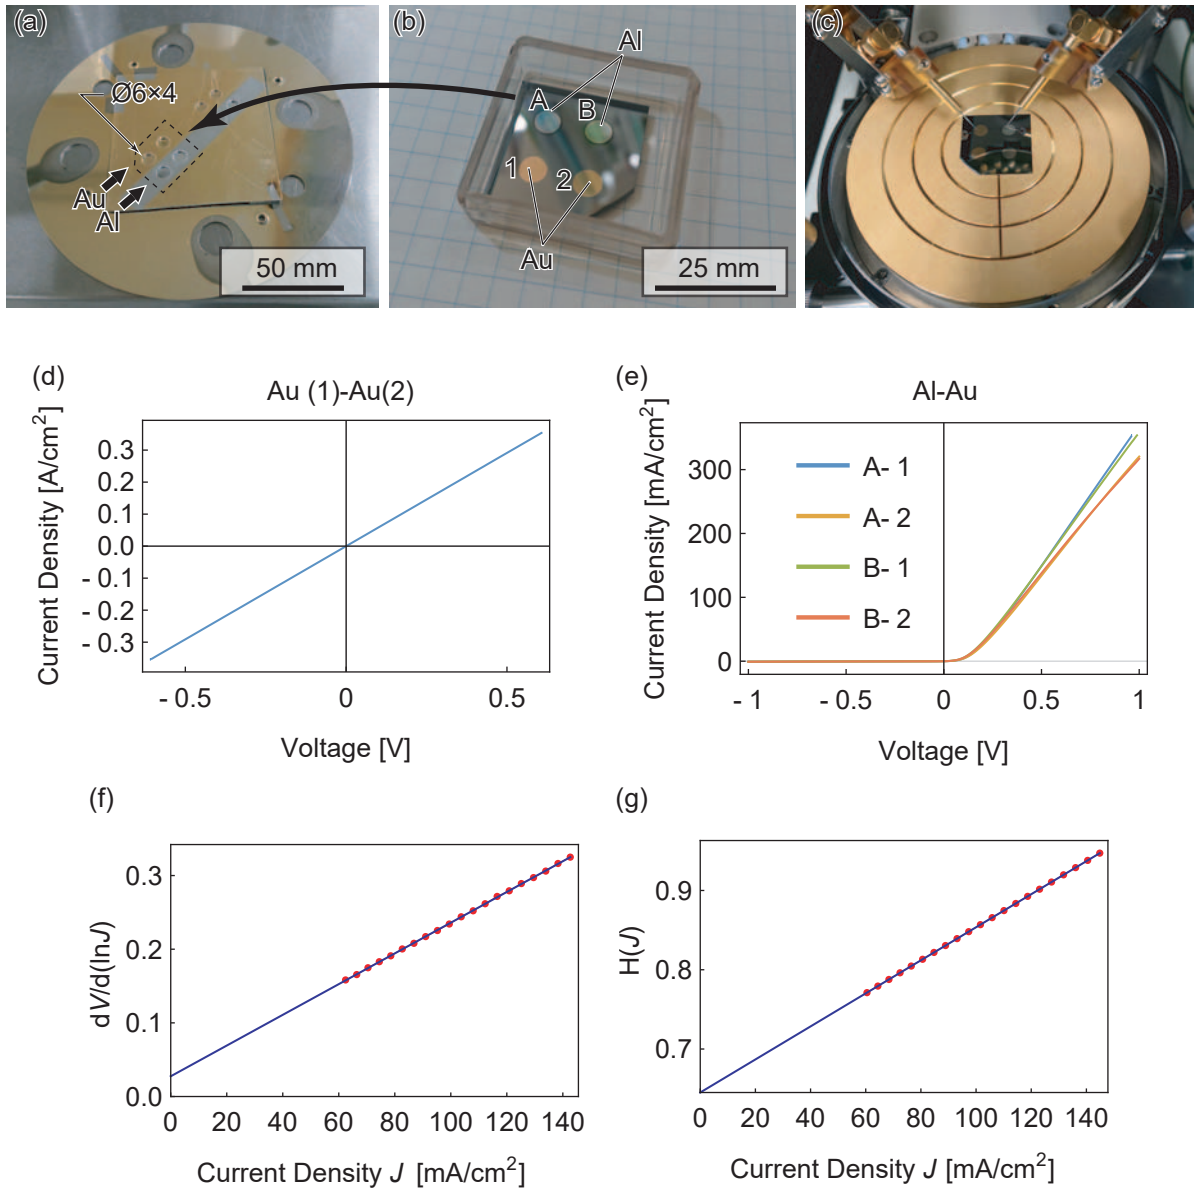 (a)
Ø6×4
Au
Al
50 mm
(b)
Al
A
B
1
2
Au
25 mm
(c)
(d)
Au (1)-Au(2)
Current Density [A/cm²]
0.3
0.2
0.1
0.0
- 0.1
- 0.2
- 0.3
- 0.5
0
0.5
Voltage [V]
(e)
Al-Au
Current Density [mA/cm²]
300
200
100
0
A- 1
A- 2
B- 1
B- 2
- 1
- 0.5
0
0.5
1
Voltage [V]
(f)
dV/d(lnJ)
0.3
0.2
0.1
0.0
0
20
40
60
80
100
120
140
Current Density J [mA/cm²]
(g)
H(J)
0.9
0.8
0.7
0
20
40
60
80
100
120
140
Current Density J [mA/cm²]